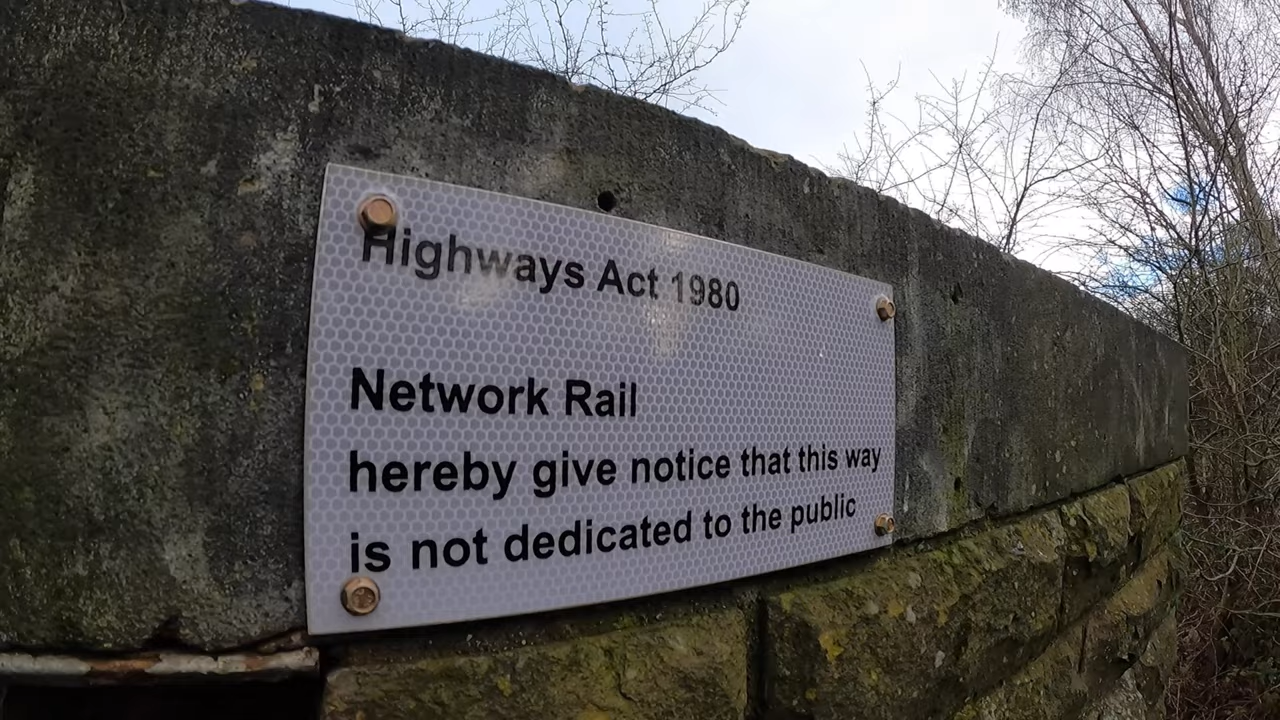 Highways Act 1980
Network Rail
hereby give notice that this way
is not dedicated to the public